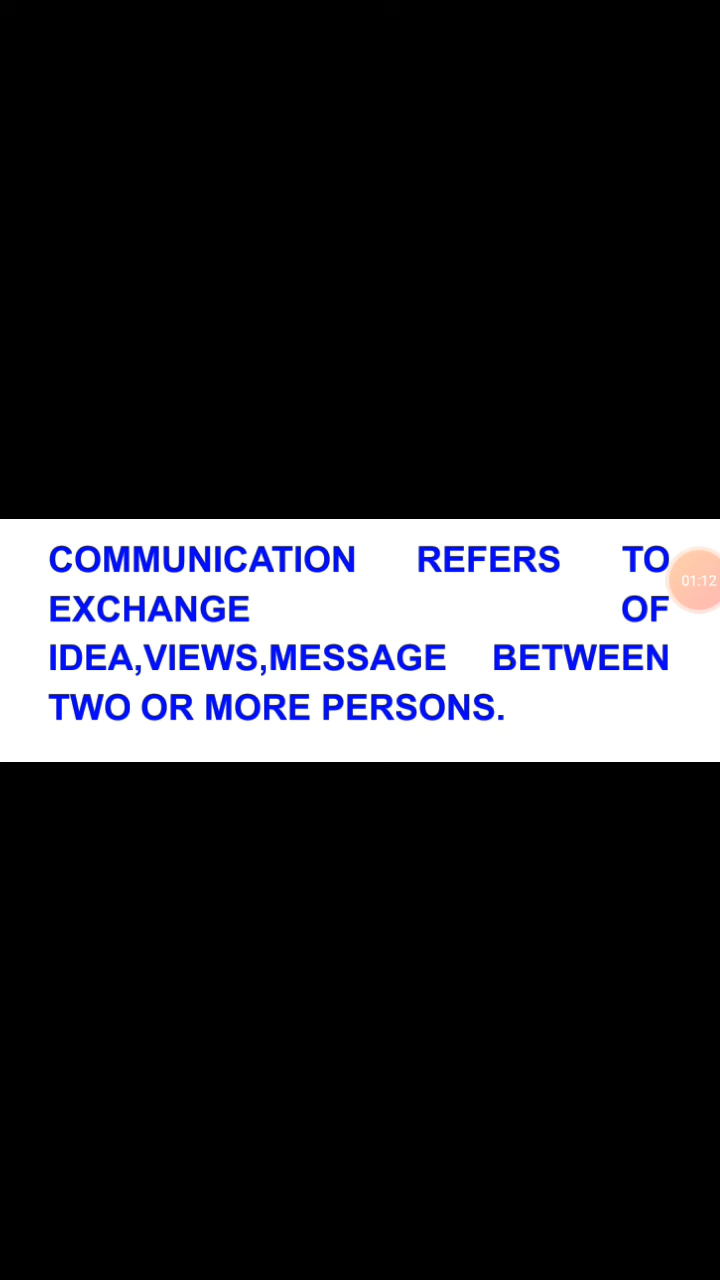 COMMUNICATION REFERS TO
EXCHANGE OF
IDEA,VIEWS,MESSAGE BETWEEN
TWO OR MORE PERSONS.
01:12